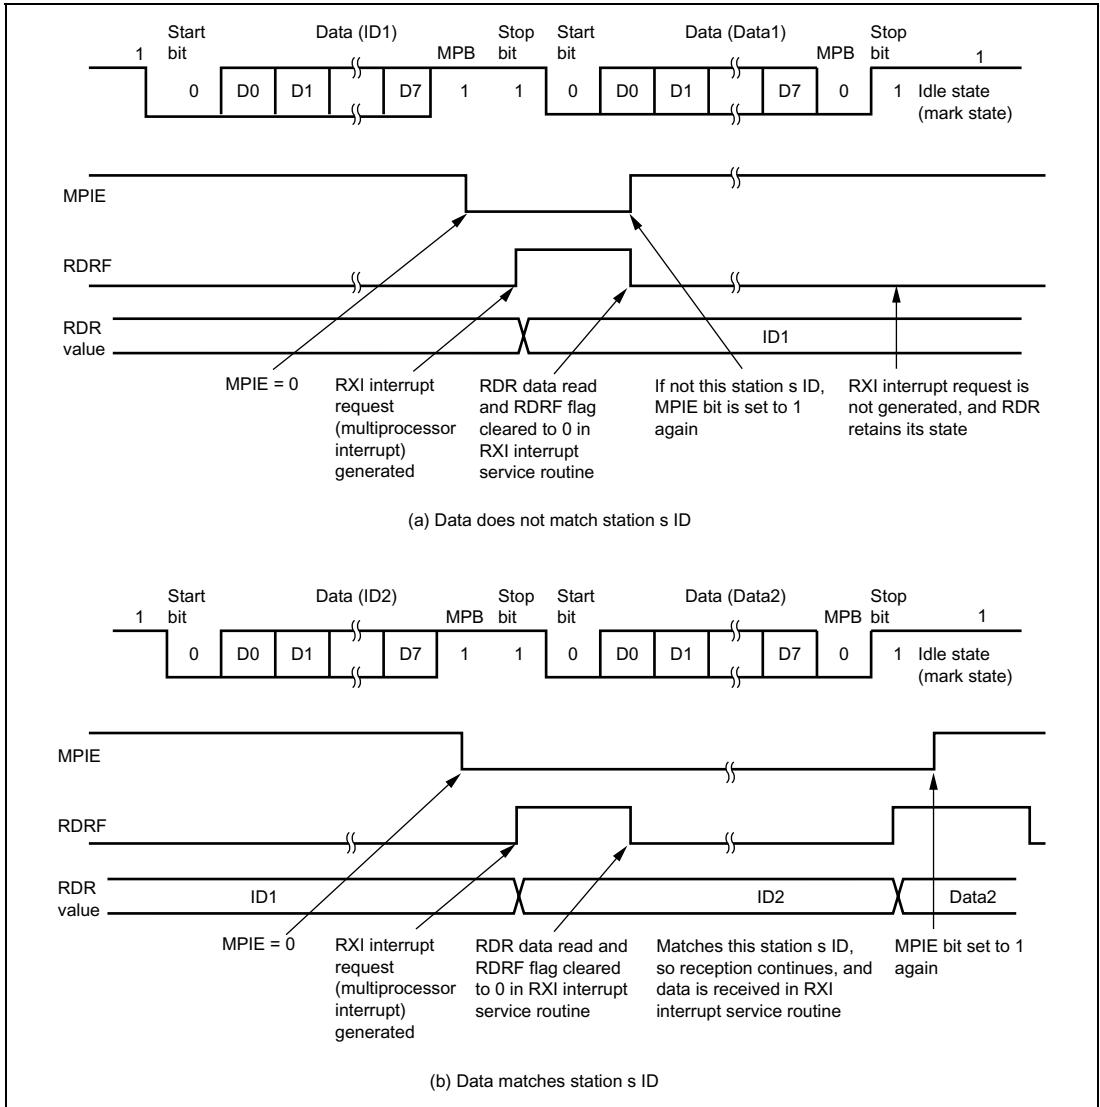 Start bit Data (ID1) MPB Stop bit Start bit Data (Data1) MPB Stop bit
1 1
0 D0 D1 D7 1 1 0 D0 D1 D7 0 1 Idle state (mark state)
MPIE
RDRF
RDR value
ID1
MPIE = 0
RXI interrupt
request
(multiprocessor
interrupt)
generated
RDR data read
and RDRF flag
cleared to 0 in
RXI interrupt
service routine
If not this station s ID,
MPIE bit is set to 1
again
RXI interrupt request is
not generated, and RDR
retains its state
(a) Data does not match station s ID
Start bit Data (ID2) MPB Stop bit Start bit Data (Data2) MPB Stop bit
1 1
0 D0 D1 D7 1 1 0 D0 D1 D7 0 1 Idle state (mark state)
MPIE
RDRF
RDR value
ID1 ID2 Data2
MPIE = 0
RXI interrupt
request
(multiprocessor
interrupt)
generated
RDR data read and
RDRF flag cleared
to 0 in RXI interrupt
service routine
Matches this station s ID,
so reception continues, and
data is received in RXI
interrupt service routine
MPIE bit set to 1
again
(b) Data matches station s ID